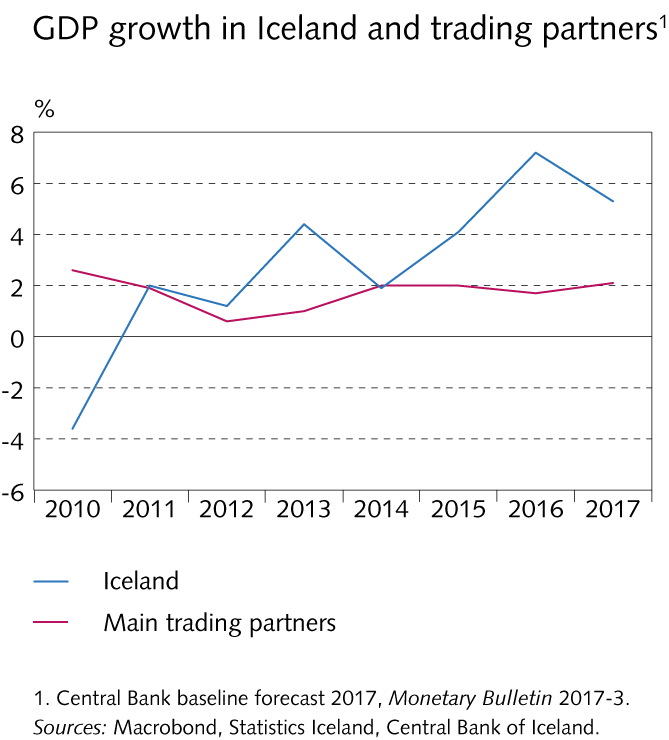 GDP growth in Iceland and trading partners¹
%
8
6
4
2
0
-2
-4
-6
2010 2011 2012 2013 2014 2015 2016 2017
Iceland
Main trading partners
1. Central Bank baseline forecast 2017, Monetary Bulletin 2017-3.
Sources: Macrobond, Statistics Iceland, Central Bank of Iceland.